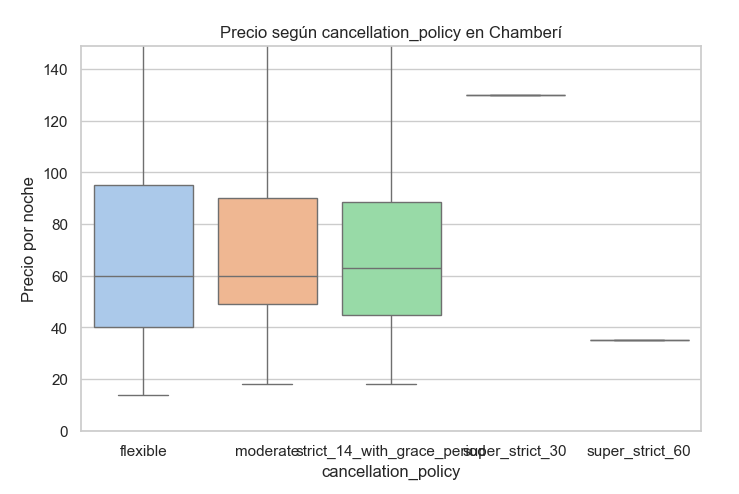 Precio según cancellation_policy en Chamberí
Precio por noche
140
120
100
80
60
40
20
0
flexible
moderate
strict_14_with_grace_period
super_strict_30
super_strict_60
cancellation_policy